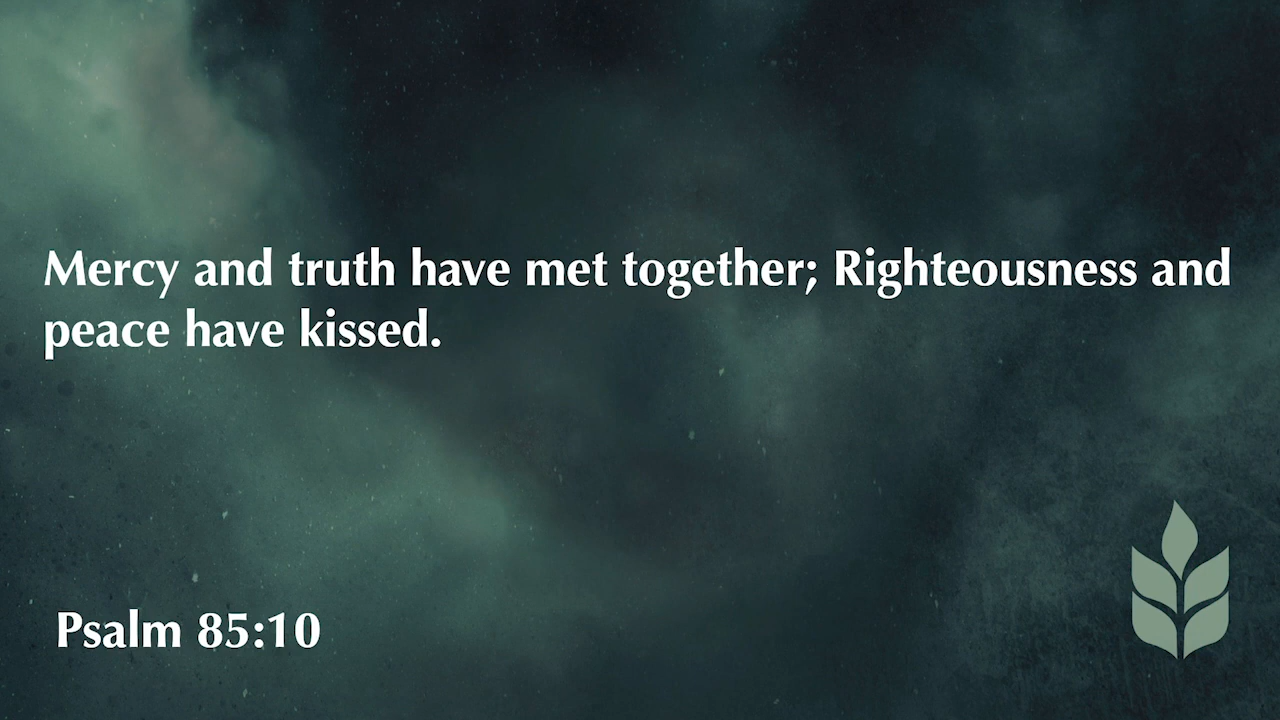 Mercy and truth have met together; Righteousness and
peace have kissed.
Psalm 85:10